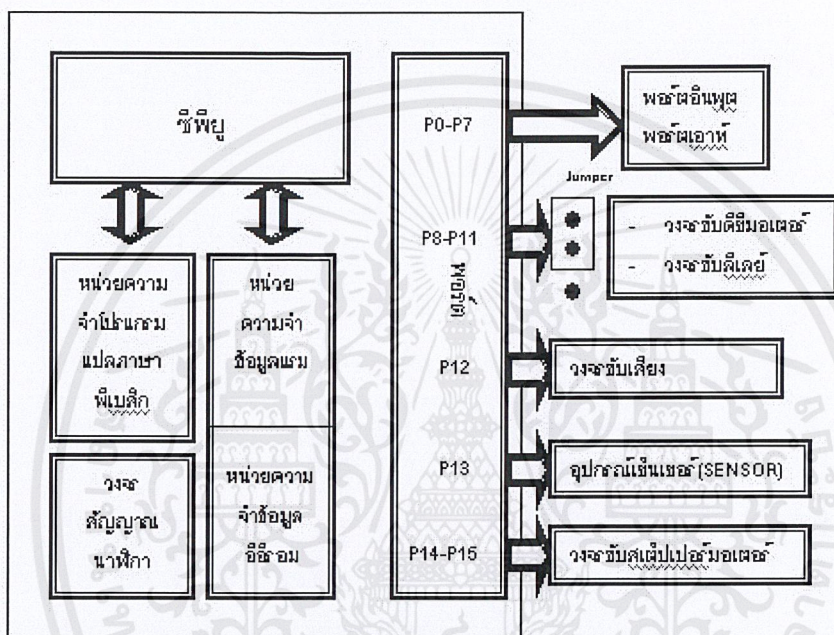 ซีพียู
หน่วยความ
จำโปรแกรม
แปลภาษา
พีเบสิก
หน่วย
ความจำ
ข้อมูลแรม
วงจร
สัญญาณ
นาฬิกา
หน่วยความ
จำข้อมูล
อีอีรอม
พอร์ต
P0-P7
P8-P11
P12
P13
P14-P15
พอร์ตอินพุต
พอร์ตเอาท์
Jumper
- วงจรขับดีซีมอเตอร์
- วงจรขับรีเลย์
วงจรขับเสียง
อุปกรณ์เซ็นเซอร์(SENSOR)
วงจรขับสเต็ปเปอร์มอเตอร์